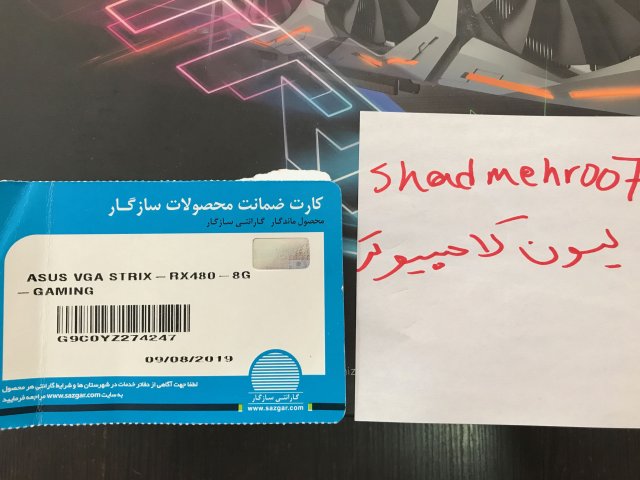 کارت ضمانت محصولات سازگار
محصول ماندگار گارانتی سازگار
ASUS VGA STRIX – RX480 – 8G
– GAMING
G9C0YZ274247
09/08/2019
گارانتی سازگار
www.sazgar.com
لطفا جهت آگاهی از دفاتر خدمات در شهرستان ها و شرایط گارانتی هر محصول
به سایت www.sazgar.com مراجعه فرمایید
shadmehr007
لیون کامپیوتر